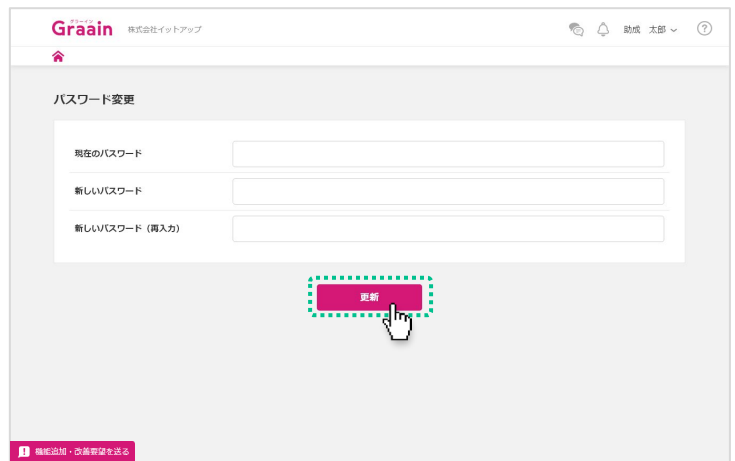 グラーイン
Graain 株式会社イットアップ 助成 太郎
パスワード変更
現在のパスワード
新しいパスワード
新しいパスワード (再入力)
更新
機能追加・改善要望を送る